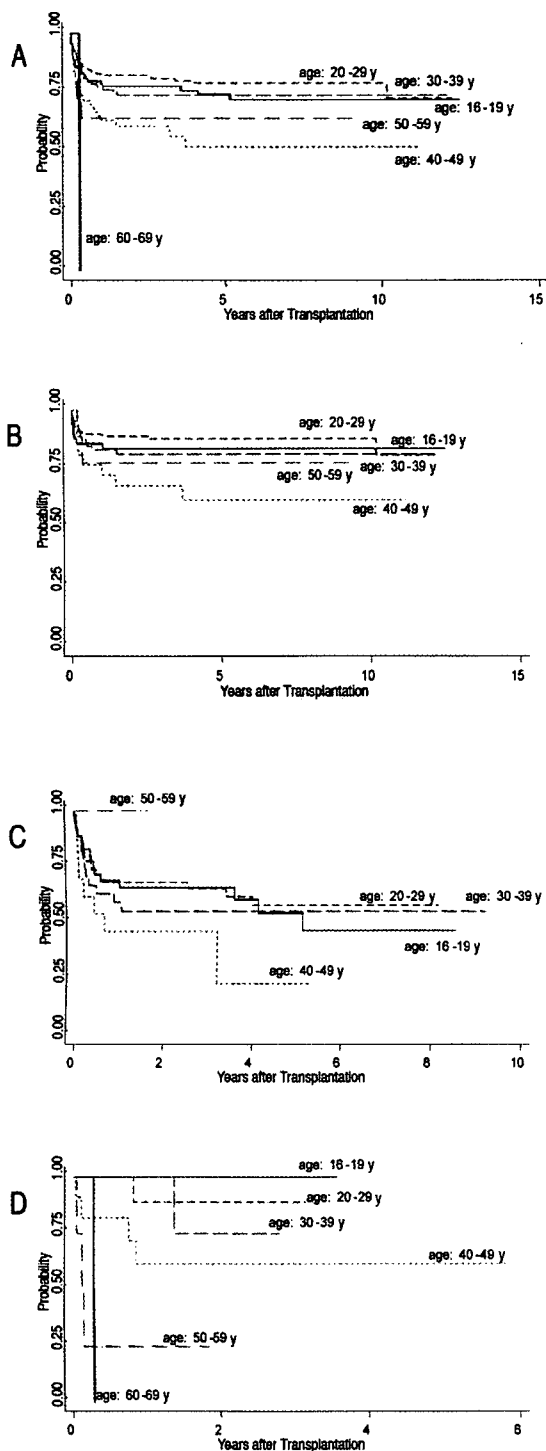 A
1.00
0.75
0.50
0.25
0.00
Probability
age: 20-29 y
age: 30-39 y
age: 16-19 y
age: 50-59 y
age: 40-49 y
age: 60-69 y
0
5
10
15
Years after Transplantation
B
1.00
0.75
0.50
0.25
0.00
Probability
age: 20-29 y
age: 16-19 y
age: 30-39 y
age: 50-59 y
age: 40-49 y
0
5
10
15
Years after Transplantation
C
1.00
0.75
0.50
0.25
0.00
Probability
age: 50-59 y
age: 20-29 y
age: 30-39 y
age: 16-19 y
age: 40-49 y
0
2
4
6
8
10
Years after Transplantation
D
1.00
0.75
0.50
0.25
0.00
Probability
age: 16-19 y
age: 20-29 y
age: 30-39 y
age: 40-49 y
age: 50-59 y
age: 60-69 y
0
2
4
6
Years after Transplantation